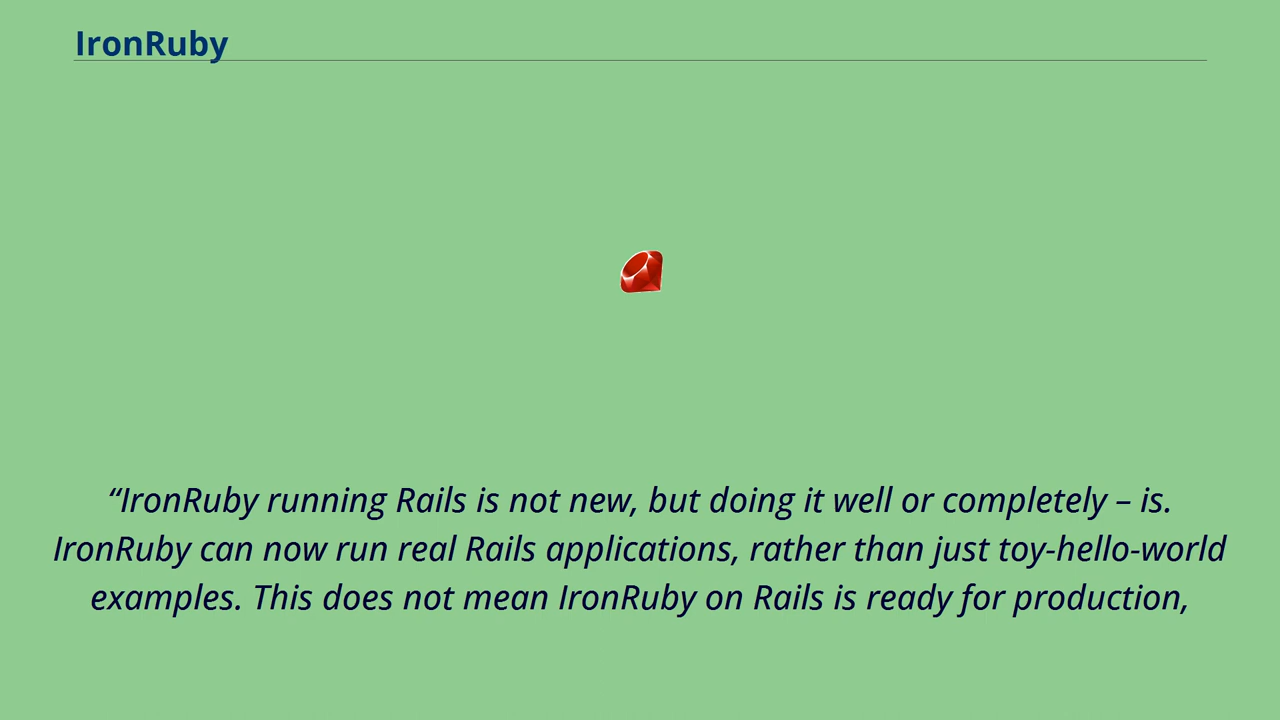 IronRuby
“IronRuby running Rails is not new, but doing it well or completely – is.
IronRuby can now run real Rails applications, rather than just toy-hello-world
examples. This does not mean IronRuby on Rails is ready for production,